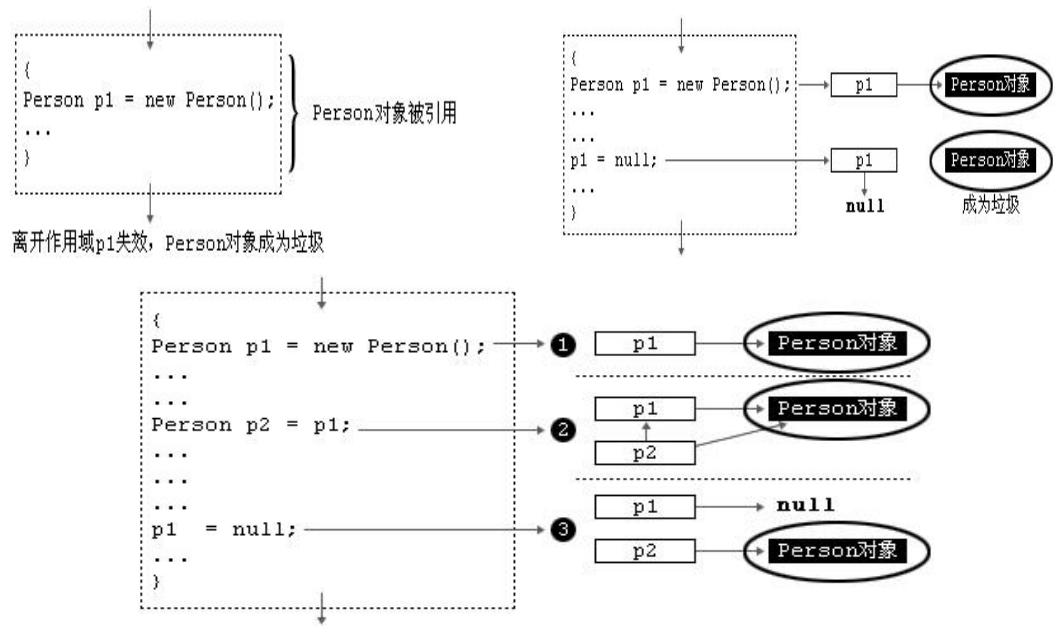 {
Person p1 = new Person();
...
}
Person对象被引用
离开作用域p1失效，Person对象成为垃圾
{
Person p1 = new Person();
p1
Person对象
...
...
p1 = null;
p1
Person对象
null
成为垃圾
...
}
{
Person p1 = new Person();
1
p1
Person对象
...
...
Person p2 = p1;
2
p1
Person对象
p2
...
...
...
p1 = null;
3
p1
null
p2
Person对象
...
}